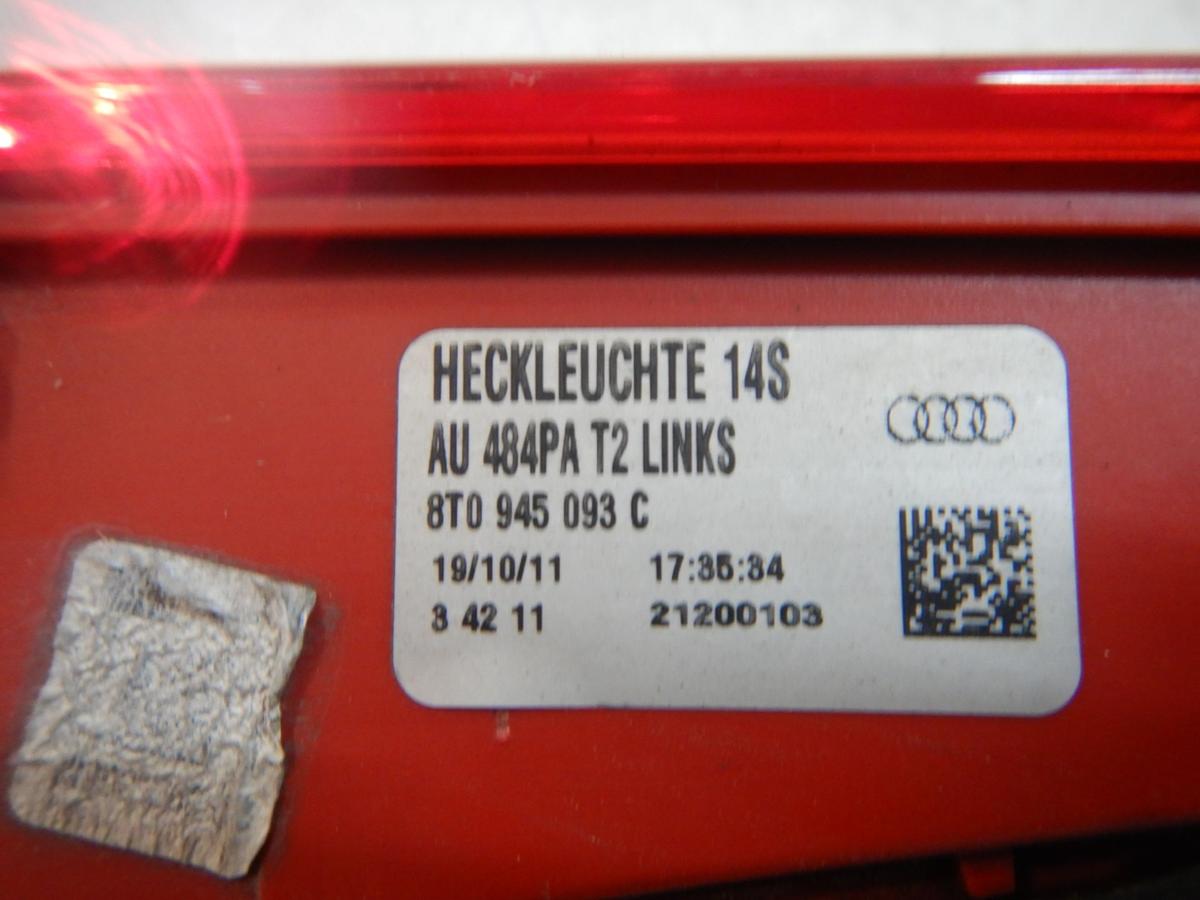 HECKLEUCHTE 14S
AU 484PA T2 LINKS
8T0 945 093 C
19/10/11 17:35:34
3 42 11 21200103